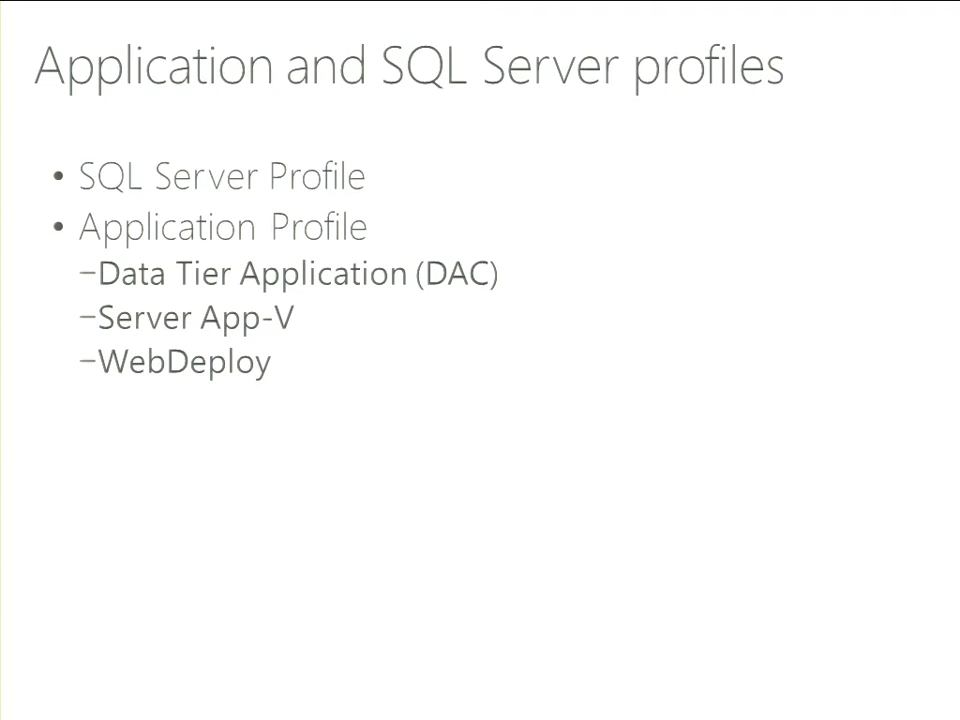 Application and SQL Server profiles
• SQL Server Profile
• Application Profile
–Data Tier Application (DAC)
–Server App-V
–WebDeploy